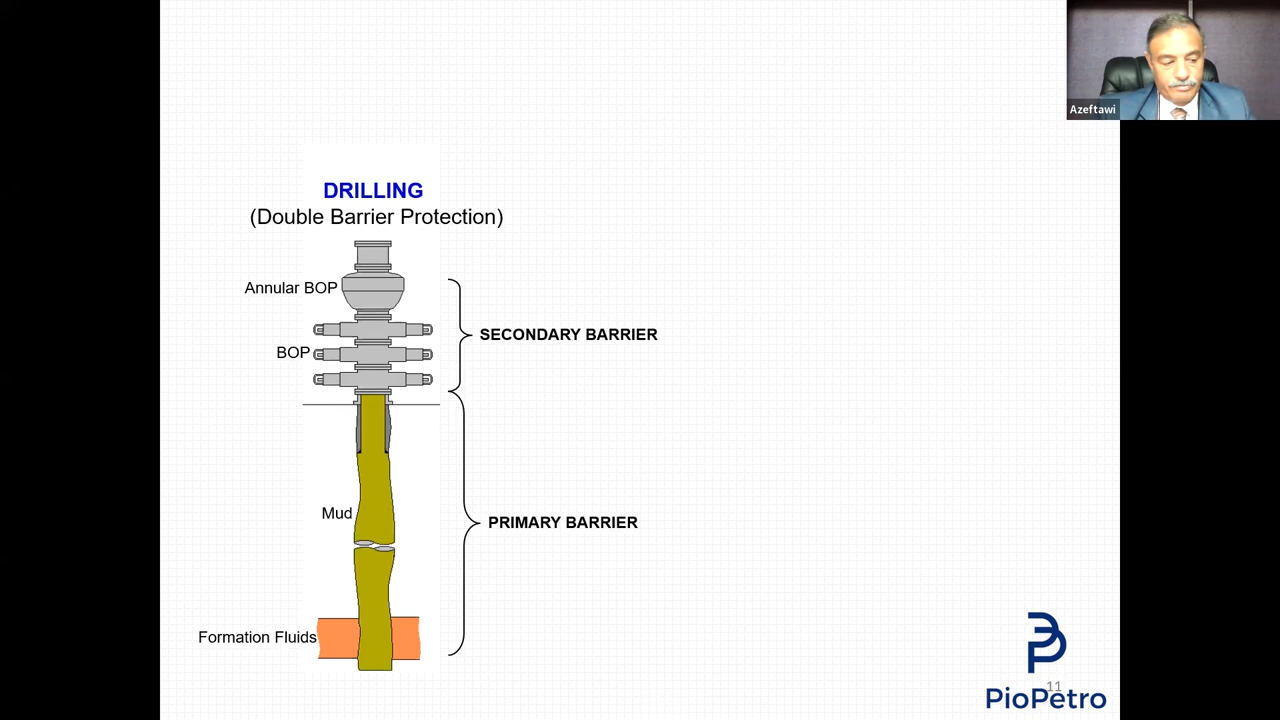 Azeftawi
DRILLING
(Double Barrier Protection)
Annular BOP
SECONDARY BARRIER
BOP
Mud
PRIMARY BARRIER
Formation Fluids
11
PioPetro